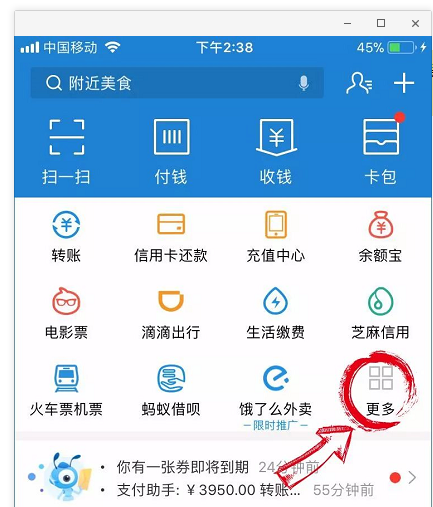 中国移动 下午2:38 45%
附近美食
扫一扫 付钱 收钱 卡包
转账 信用卡还款 充值中心 余额宝
电影票 滴滴出行 生活缴费 芝麻信用
火车票机票 蚂蚁借呗 饿了么外卖 更多
限时推广
你有一张券即将到期 24分钟前
支付助手: ¥3950.00 转账... 55分钟前